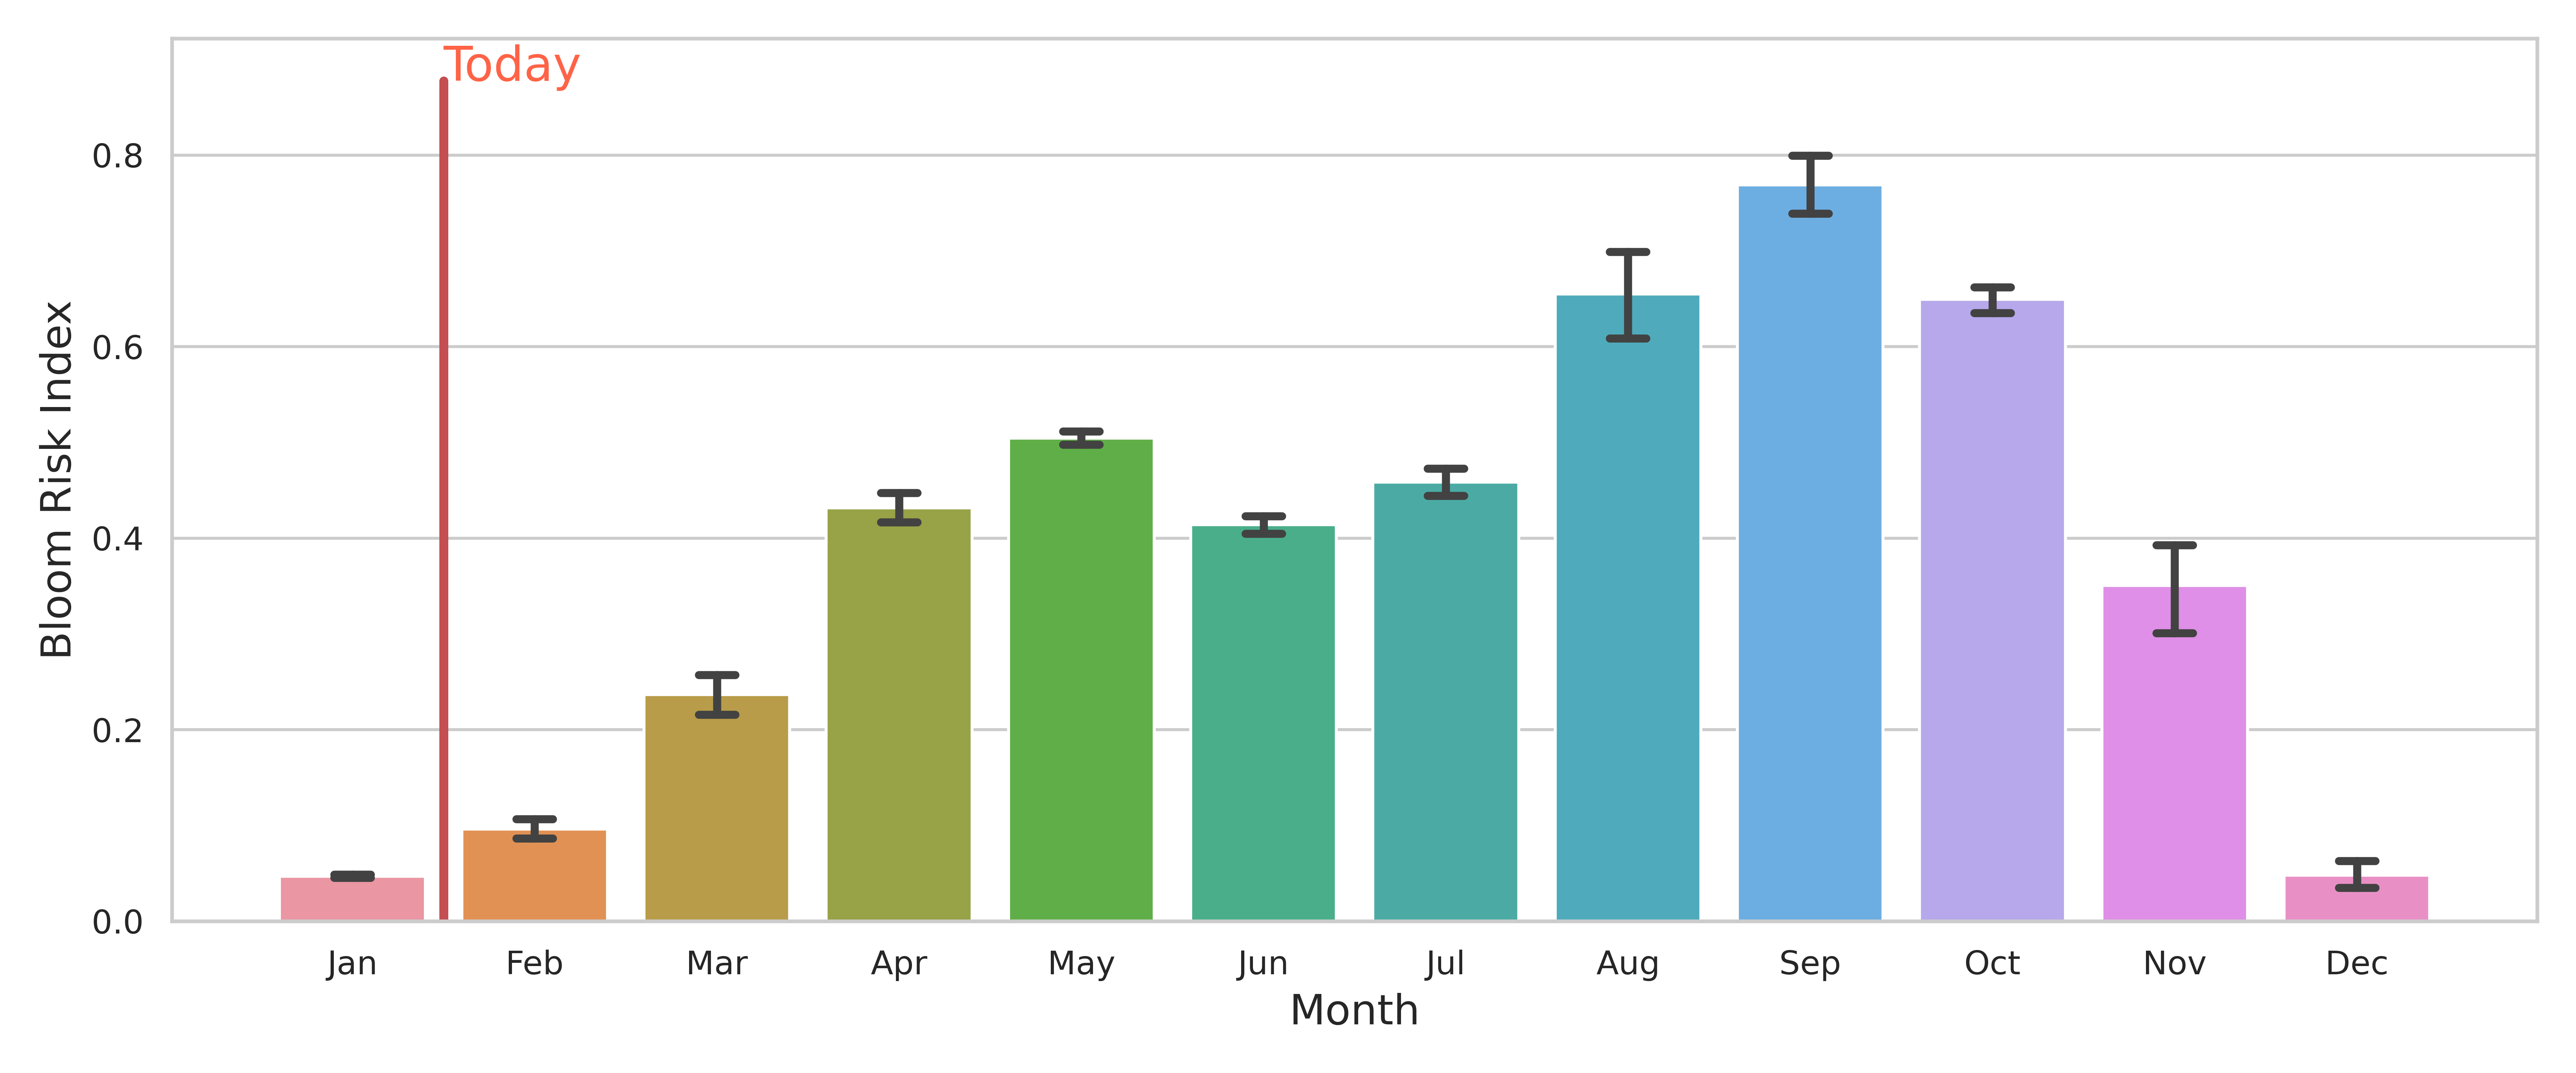 Today
0.8
0.6
0.4
0.2
0.0
Bloom Risk Index
Jan Feb Mar Apr May Jun Jul Aug Sep Oct Nov Dec
Month